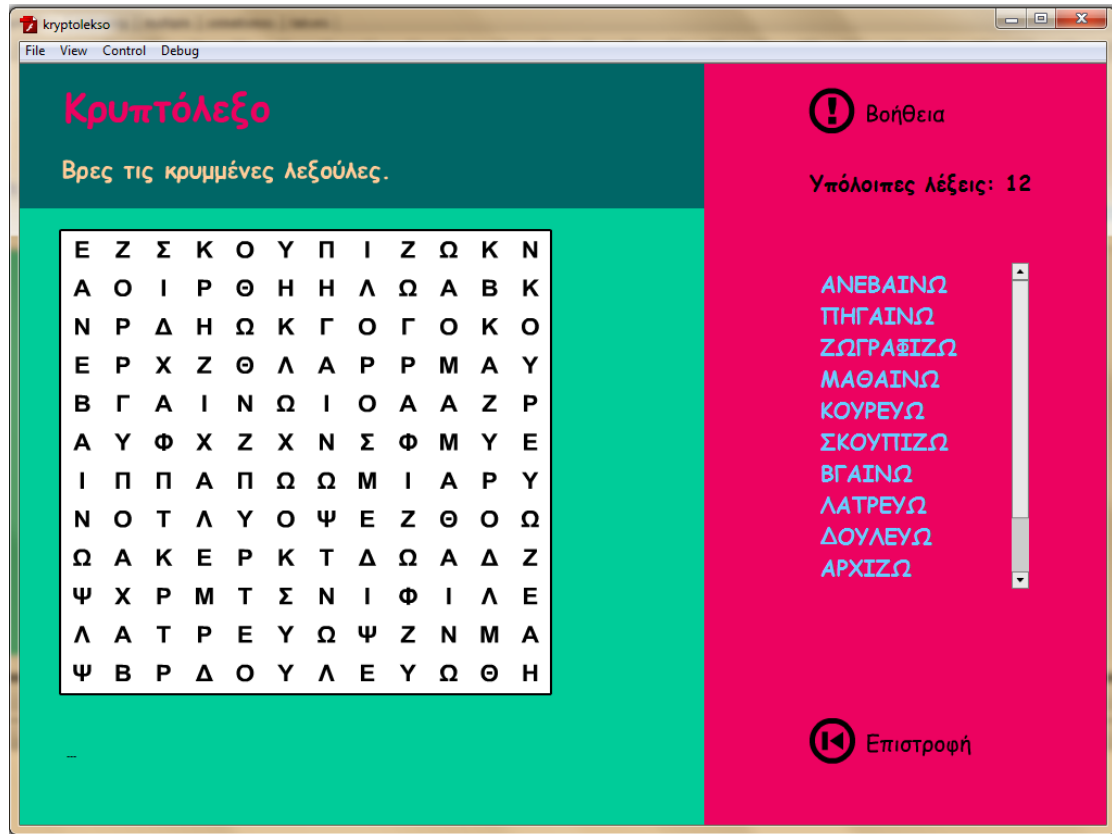 kryptolekso
File View Control Debug
Κρυπτόλεξο
Βρες τις κρυμμένες λεξούλες.
Βοήθεια
Υπόλοιπες λέξεις: 12
Ε Ζ Σ Κ Ο Υ Π Ι Ζ Ω Κ Ν
Α Ο Ι Ρ Θ Η Η Λ Ω Α Β Κ
Ν Ρ Δ Η Ω Κ Γ Ο Γ Ο Κ Ο
Ε Ρ Χ Ζ Θ Λ Α Ρ Ρ Μ Α Υ
Β Γ Α Ι Ν Ω Ι Ο Α Α Ζ Ρ
Α Υ Φ Χ Ζ Χ Ν Σ Φ Μ Υ Ε
Ι Π Π Α Π Ω Ω Μ Ι Α Ρ Υ
Ν Ο Τ Λ Υ Ο Ψ Ε Ζ Θ Ο Ω
Ω Α Κ Ε Ρ Κ Τ Δ Ω Α Δ Ζ
Ψ Χ Ρ Μ Τ Σ Ν Ι Φ Ι Λ Ε
Λ Α Τ Ρ Ε Υ Ω Ψ Ζ Ν Μ Α
Ψ Β Ρ Δ Ο Υ Λ Ε Υ Ω Θ Η
ΑΝΕΒΑΙΝΩ
ΠΗΓΑΙΝΩ
ΖΩΓΡΑΦΙΖΩ
ΜΑΘΑΙΝΩ
ΚΟΥΡΕΥΩ
ΣΚΟΥΠΙΖΩ
ΒΓΑΙΝΩ
ΛΑΤΡΕΥΩ
ΔΟΥΛΕΥΩ
ΑΡΧΙΖΩ
Επιστροφή